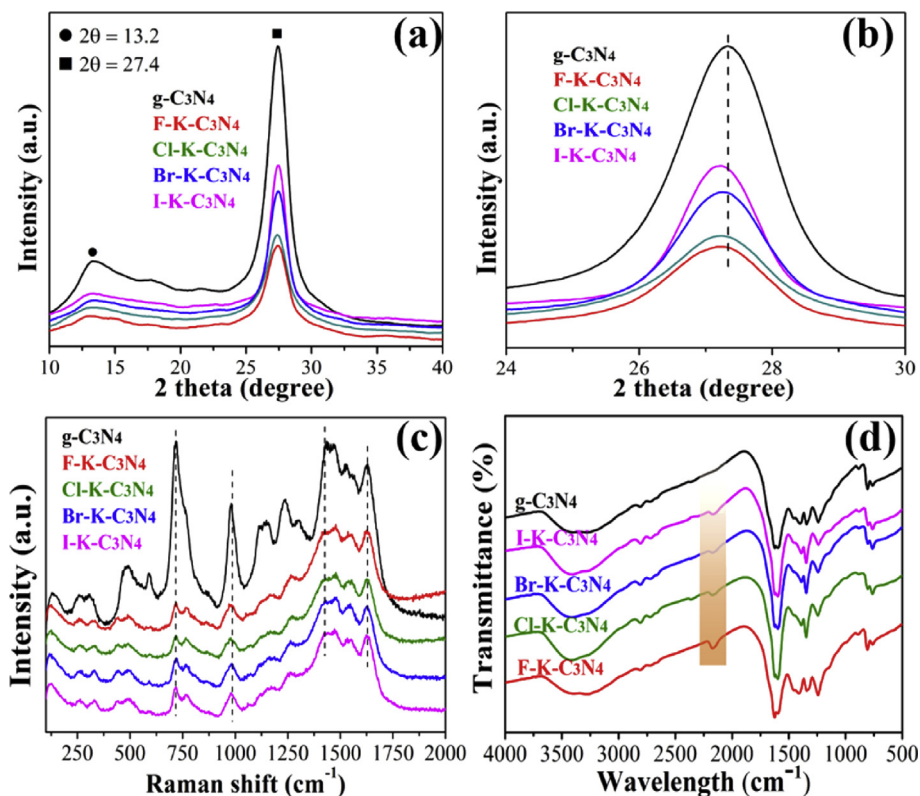 (a)
● 2θ = 13.2
■ 2θ = 27.4
g-C₃N₄
F-K-C₃N₄
Cl-K-C₃N₄
Br-K-C₃N₄
I-K-C₃N₄
Intensity (a.u.)
10 15 20 25 30 35 40
2 theta (degree)
(b)
g-C₃N₄
F-K-C₃N₄
Cl-K-C₃N₄
Br-K-C₃N₄
I-K-C₃N₄
Intensity (a.u.)
24 26 28 30
2 theta (degree)
(c)
g-C₃N₄
F-K-C₃N₄
Cl-K-C₃N₄
Br-K-C₃N₄
I-K-C₃N₄
Intensity (a.u.)
250 500 750 1000 1250 1500 1750 2000
Raman shift (cm⁻¹)
(d)
g-C₃N₄
I-K-C₃N₄
Br-K-C₃N₄
Cl-K-C₃N₄
F-K-C₃N₄
Transmittance (%)
4000 3500 3000 2500 2000 1500 1000 500
Wavelength (cm⁻¹)